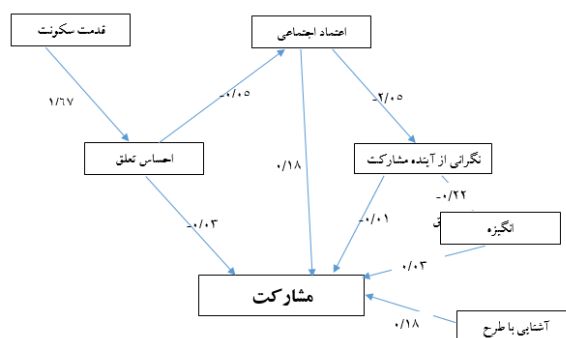 قدمت سکونت
اعتماد اجتماعی
۱/۶۷
-۰/۰۵
-۲/۰۵
احساس تعلق
۰/۱۸
نگرانی از آینده مشارکت
-۰/۲۲
-۰/۰۱
-۰/۰۳
انگیزه
۰/۰۳
مشارکت
۰/۱۸
آشنایی با طرح